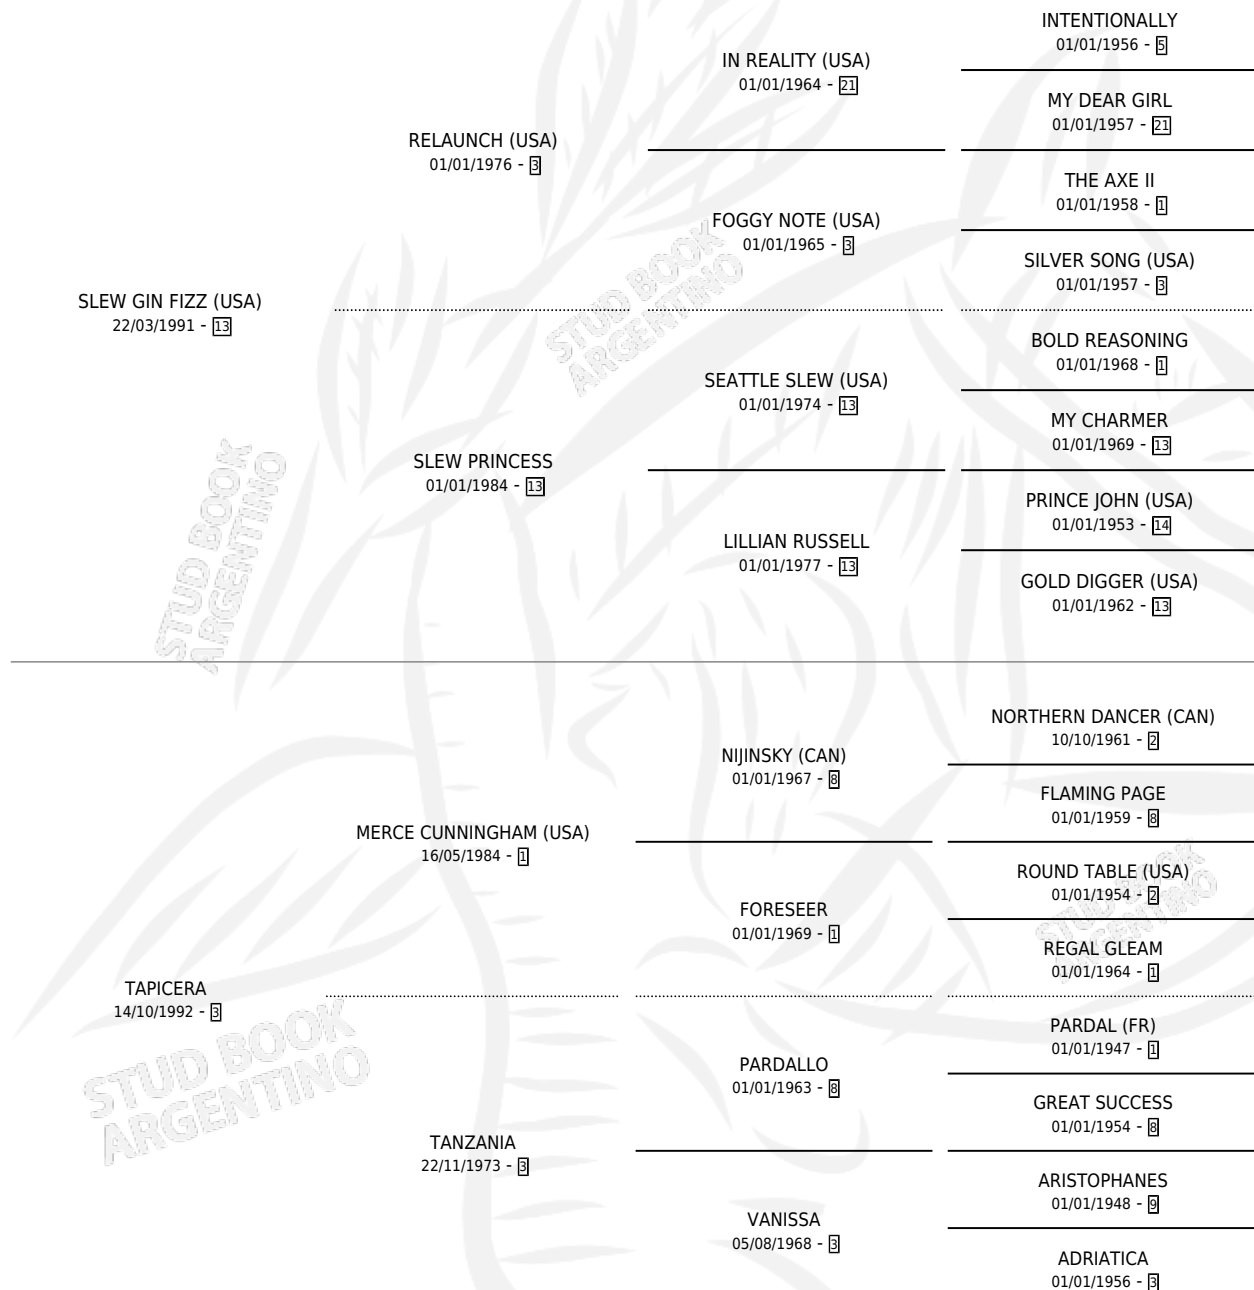 INTENTIONALLY
01/01/1956 - 5
IN REALITY (USA)
01/01/1964 - 21
MY DEAR GIRL
01/01/1957 - 21
RELAUNCH (USA)
01/01/1976 - 3
THE AXE II
01/01/1958 - 1
FOGGY NOTE (USA)
01/01/1965 - 3
SILVER SONG (USA)
01/01/1957 - 3
SLEW GIN FIZZ (USA)
22/03/1991 - 13
BOLD REASONING
01/01/1968 - 1
SEATTLE SLEW (USA)
01/01/1974 - 13
MY CHARMER
01/01/1969 - 13
SLEW PRINCESS
01/01/1984 - 13
PRINCE JOHN (USA)
01/01/1953 - 14
LILLIAN RUSSELL
01/01/1977 - 13
GOLD DIGGER (USA)
01/01/1962 - 13
NORTHERN DANCER (CAN)
10/10/1961 - 2
NIJINSKY (CAN)
01/01/1967 - 8
FLAMING PAGE
01/01/1959 - 8
MERCE CUNNINGHAM (USA)
16/05/1984 - 1
ROUND TABLE (USA)
01/01/1954 - 2
FORESEER
01/01/1969 - 1
REGAL GLEAM
01/01/1964 - 1
TAPICERA
14/10/1992 - 3
PARDAL (FR)
01/01/1947 - 1
PARDALLO
01/01/1963 - 8
GREAT SUCCESS
01/01/1954 - 8
TANZANIA
22/11/1973 - 3
ARISTOPHANES
01/01/1948 - 9
VANISSA
05/08/1968 - 3
ADRIATICA
01/01/1956 - 3
STUD BOOK
ARGENTINO
STUD BOOK
ARGENTINO
STUD BOOK
ARGENTINO
STUD BOOK
ARGENTINO